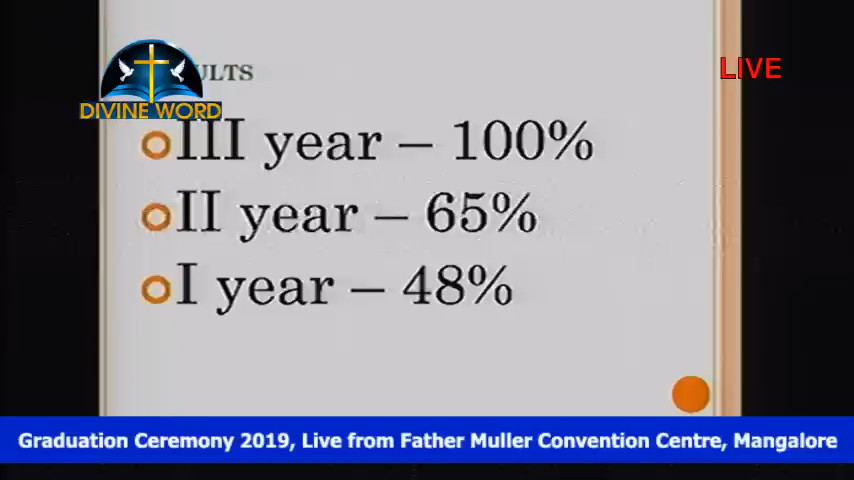 LIVE
DIVINE WORD
III year – 100%
II year – 65%
I year – 48%
Graduation Ceremony 2019, Live from Father Muller Convention Centre, Mangalore